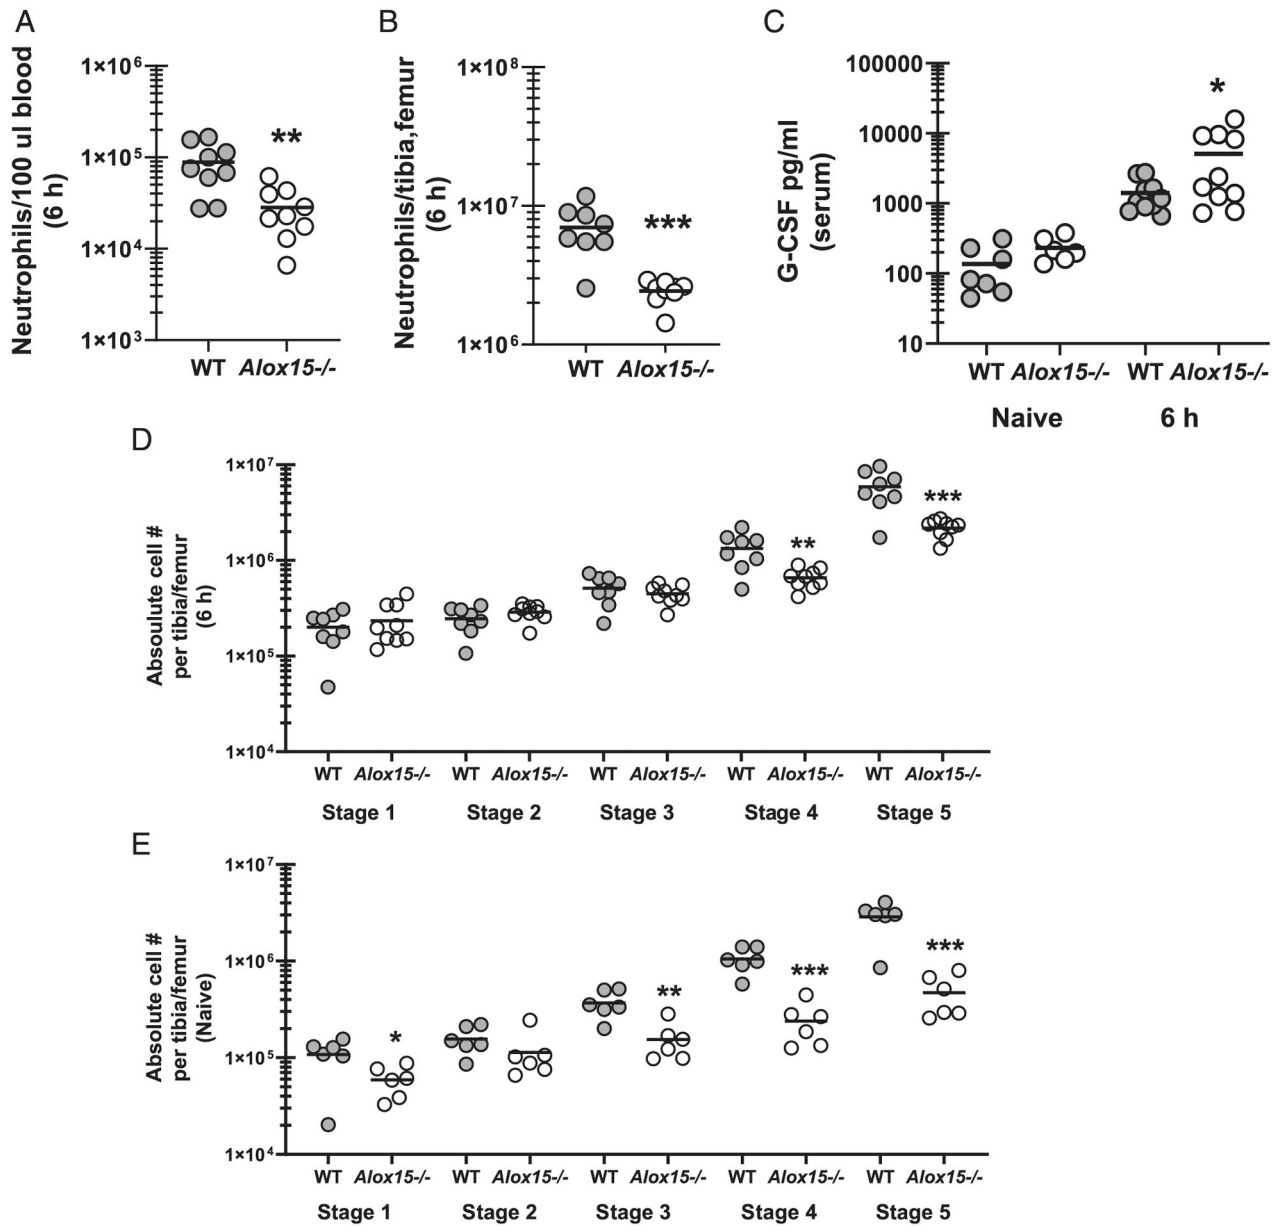 A
Neutrophils/100 ul blood
(6 h)
1×10⁶
1×10⁵
1×10⁴
1×10³
**
WT Alox15-/-
B
Neutrophils/tibia,femur
(6 h)
1×10⁸
1×10⁷
1×10⁶
***
WT Alox15-/-
C
G-CSF pg/ml
(serum)
100000
10000
1000
100
10
*
WT Alox15-/- WT Alox15-/-
Naive 6 h
D
Absoulute cell #
per tibia/femur
(6 h)
1×10⁷
1×10⁶
1×10⁵
1×10⁴
**
***
WT Alox15-/- WT Alox15-/- WT Alox15-/- WT Alox15-/- WT Alox15-/-
Stage 1 Stage 2 Stage 3 Stage 4 Stage 5
E
Absolute cell #
per tibia/femur
(Naive)
1×10⁷
1×10⁶
1×10⁵
1×10⁴
*
**
***
***
WT Alox15-/- WT Alox15-/- WT Alox15-/- WT Alox15-/- WT Alox15-/-
Stage 1 Stage 2 Stage 3 Stage 4 Stage 5